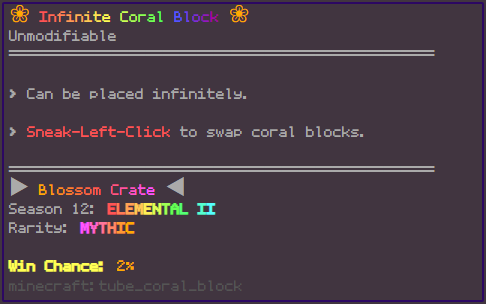 ❀ Infinite Coral Block ❀
Unmodifiable
> Can be placed infinitely.
> Sneak-Left-Click to swap coral blocks.
▶ Blossom Crate ◀
Season 12: ELEMENTAL II
Rarity: MYTHIC
Win Chance: 2%
minecraft:tube_coral_block